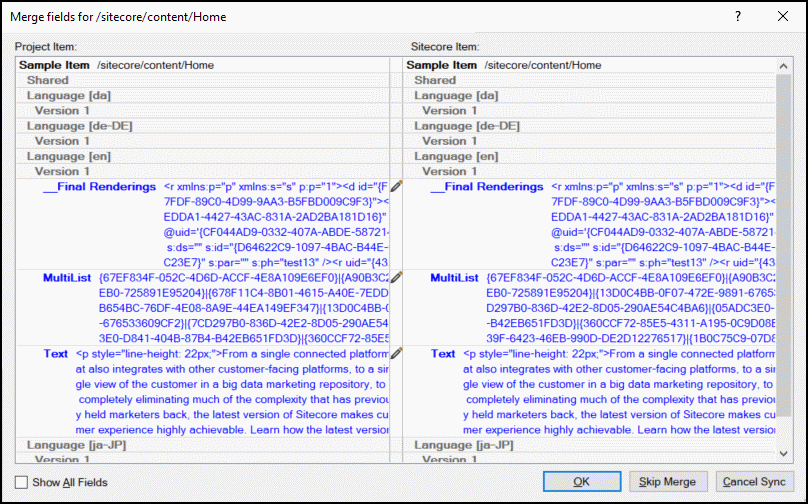 Merge fields for /sitecore/content/Home
Project Item:
Sample Item /sitecore/content/Home
Shared
Language [da]
Version 1
Language [de-DE]
Version 1
Language [en]
Version 1
__Final Renderings <r xmlns:p="p" xmlns:s="s" p:p="1"><d id="{F
7FDF-89C0-4D99-9AA3-B5FBD009C9F3}"><
EDDA1-4427-43AC-831A-2AD2BA181D16}"
@uid='{CF044AD9-0332-407A-ABDE-58721
s:ds="" s:id="{D64622C9-1097-4BAC-B44E-
C23E7}" s:par="" s:ph="test13" /><r uid="{43
MultiList {67EF834F-052C-4D6D-ACCF-4E8A109E6EF0}|{A90B3C2
EB0-725891E95204}|{678F11C4-8B01-4615-A40E-7EDD
B654BC-76DF-4E08-8A9E-44EA149EF347}|{13D0C4BB-0
-676533609CF2}|{7CD297B0-836D-42E2-8D05-290AE54
3E0-D841-404B-87B4-B42EB651FD3D}|{360CCF72-85E5
Text <p style="line-height: 22px;">From a single connected platform
at also integrates with other customer-facing platforms, to a sin
gle view of the customer in a big data marketing repository, to
completely eliminating much of the complexity that has previou
y held marketers back, the latest version of Sitecore makes cu
mer experience highly achievable. Learn how the latest version
Language [ja-JP]
Version 1
Sitecore Item:
Sample Item /sitecore/content/Home
Shared
Language [da]
Version 1
Language [de-DE]
Version 1
Language [en]
Version 1
__Final Renderings <r xmlns:p="p" xmlns:s="s" p:p="1"><d id="{F
7FDF-89C0-4D99-9AA3-B5FBD009C9F3}"><
EDDA1-4427-43AC-831A-2AD2BA181D16}"
@uid='{CF044AD9-0332-407A-ABDE-58721
s:ds="" s:id="{D64622C9-1097-4BAC-B44E-
C23E7}" s:par="" s:ph="test13" /><r uid="{43
MultiList {67EF834F-052C-4D6D-ACCF-4E8A109E6EF0}|{A90B3C2
EB0-725891E95204}|{13D0C4BB-0F07-472E-9891-67653
D297B0-836D-42E2-8D05-290AE54C4BA6}|{05ADC3E0-
-B42EB651FD3D}|{360CCF72-85E5-4311-A195-0C9D08E
39F-6423-46EB-990D-DE2D12276517}|{1B0C75C9-07D8
Text <p style="line-height: 22px;">From a single connected platform
at also integrates with other customer-facing platforms, to a sin
gle view of the customer in a big data marketing repository, to
completely eliminating much of the complexity that has previou
y held marketers back, the latest version of Sitecore makes cu
mer experience highly achievable. Learn how the latest version
Language [ja-JP]
Version 1
Show All Fields
OK
Skip Merge
Cancel Sync